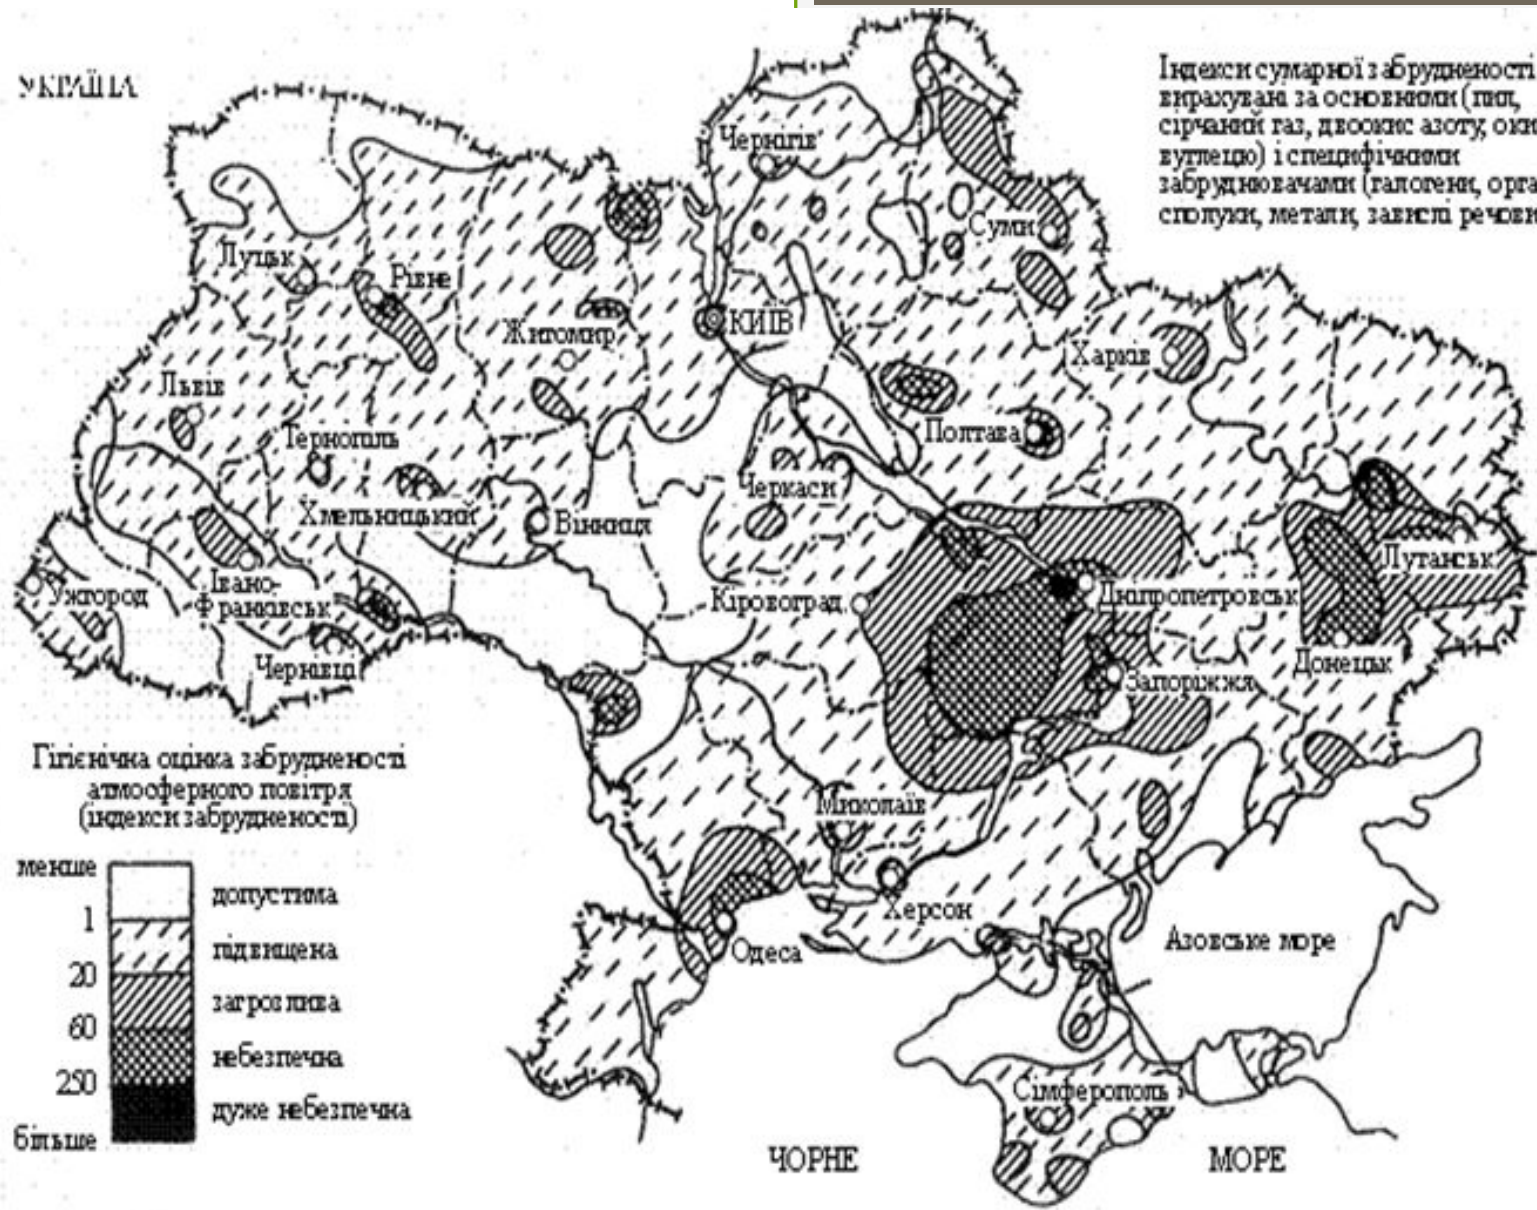 УКРАЇНА
Індекси сумарної забрудненості
вирахувані за основними (пил,
сірчаний газ, двоокис азоту, оки
вуглецю) і специфічними
забруднювачами (галогени, орга
сполуки, метали, зависlі речови
Чернігів
Суми
Луцьк
Рівне
КИЇВ
Житомир
Харків
Львів
Тернопіль
Полтава
Черкаси
Хмельницький
Вінниця
Луганськ
Івано-
Франківськ
Ужгород
Кіровоград
Дніпропетровськ
Чернівці
Донецьк
Запоріжжя
Гігієнічна оцінка забрудненості
атмосферного повітря
(індекси забрудненості)
Миколаїв
менше
допустима
1
Херсон
Одеса
Азовське море
підвищена
20
загрозлива
60
небезпечна
250
дуже небезпечна
більше
Сімферополь
ЧОРНЕ МОРЕ